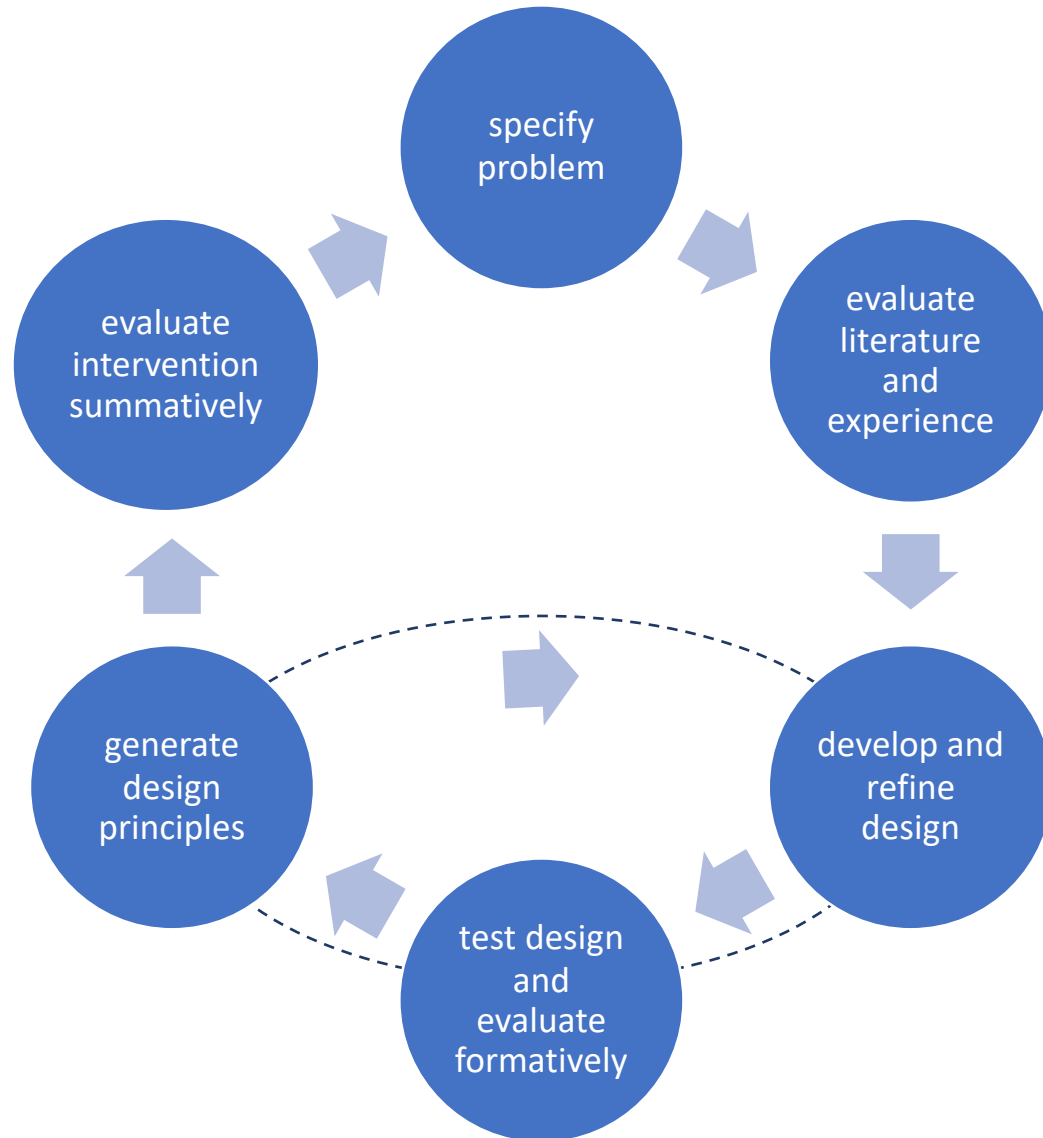 specify
problem
evaluate
literature
and
experience
develop and
refine
design
test design
and
evaluate
formatively
generate
design
principles
evaluate
intervention
summatively